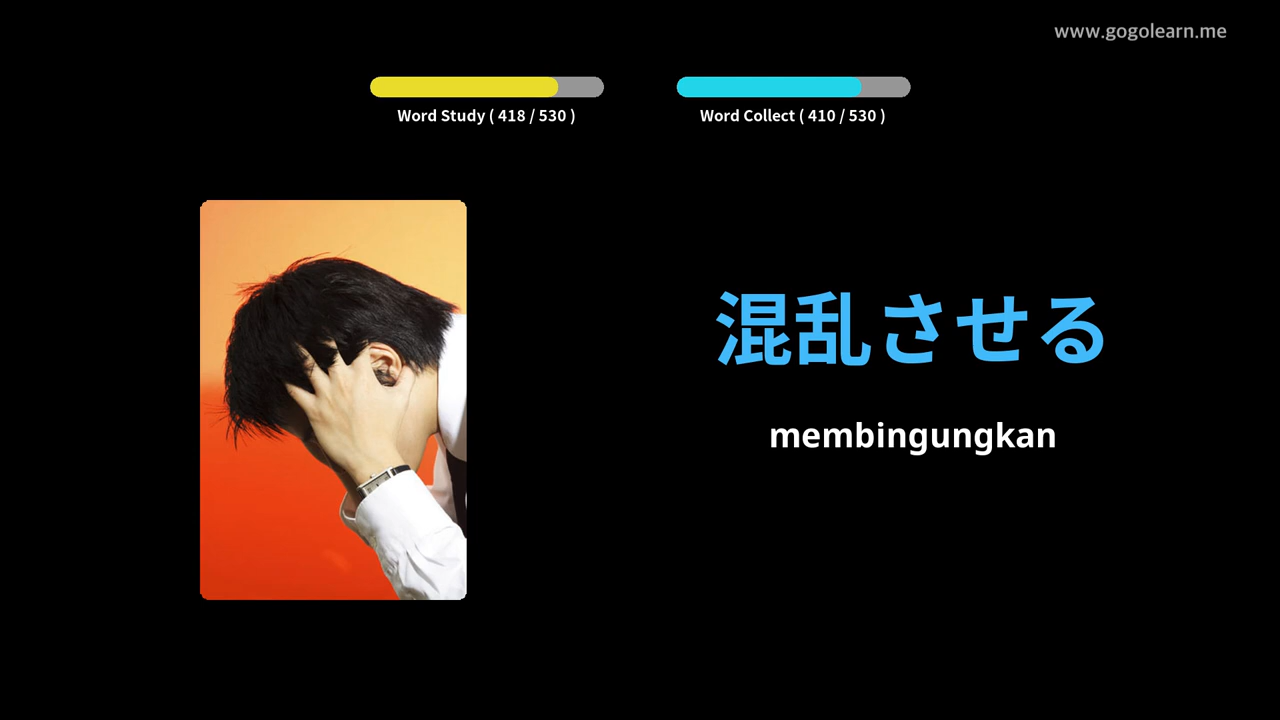 www.gogolearn.me
Word Study ( 418 / 530 )
Word Collect ( 410 / 530 )
混乱させる
membingungkan